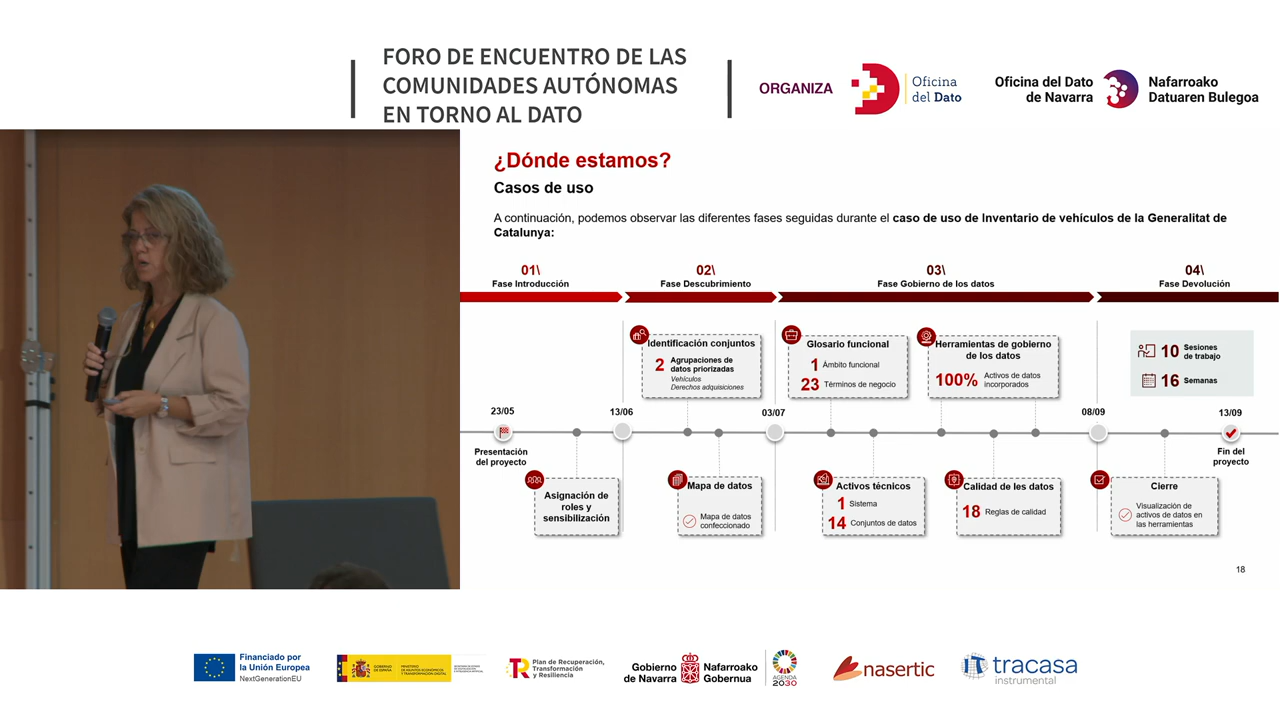 FORO DE ENCUENTRO DE LAS
COMUNIDADES AUTÓNOMAS
EN TORNO AL DATO
ORGANIZA
Oficina
del Dato
Oficina del Dato
de Navarra
Nafarroako
Datuaren Bulegoa
¿Dónde estamos?
Casos de uso
A continuación, podemos observar las diferentes fases seguidas durante el caso de uso de Inventario de vehículos de la Generalitat de
Catalunya:
01\
Fase Introducción
02\
Fase Descubrimiento
03\
Fase Gobierno de los datos
04\
Fase Devolución
Identificación conjuntos
2 Agrupaciones de
datos priorizadas
Vehículos
Derechos adquisiciones
Glosario funcional
1 Ámbito funcional
23 Términos de negocio
Herramientas de gobierno
de los datos
100% Activos de datos
incorporados
10 Sesiones
de trabajo
16 Semanas
23/05
13/06
03/07
08/09
13/09
Presentación
del proyecto
Fin del
proyecto
Asignación de
roles y
sensibilización
Mapa de datos
Mapa de datos
confeccionado
Activos técnicos
1 Sistema
14 Conjuntos de datos
Calidad de les datos
18 Reglas de calidad
Cierre
Visualización de
activos de datos en
las herramientas
18
Financiado por
la Unión Europea
NextGenerationEU
Plan de Recuperación,
Transformación
y Resiliencia
Gobierno
de Navarra
Nafarroako
Gobernua
AGENDA
2030
nasertic
tracasa
instrumental